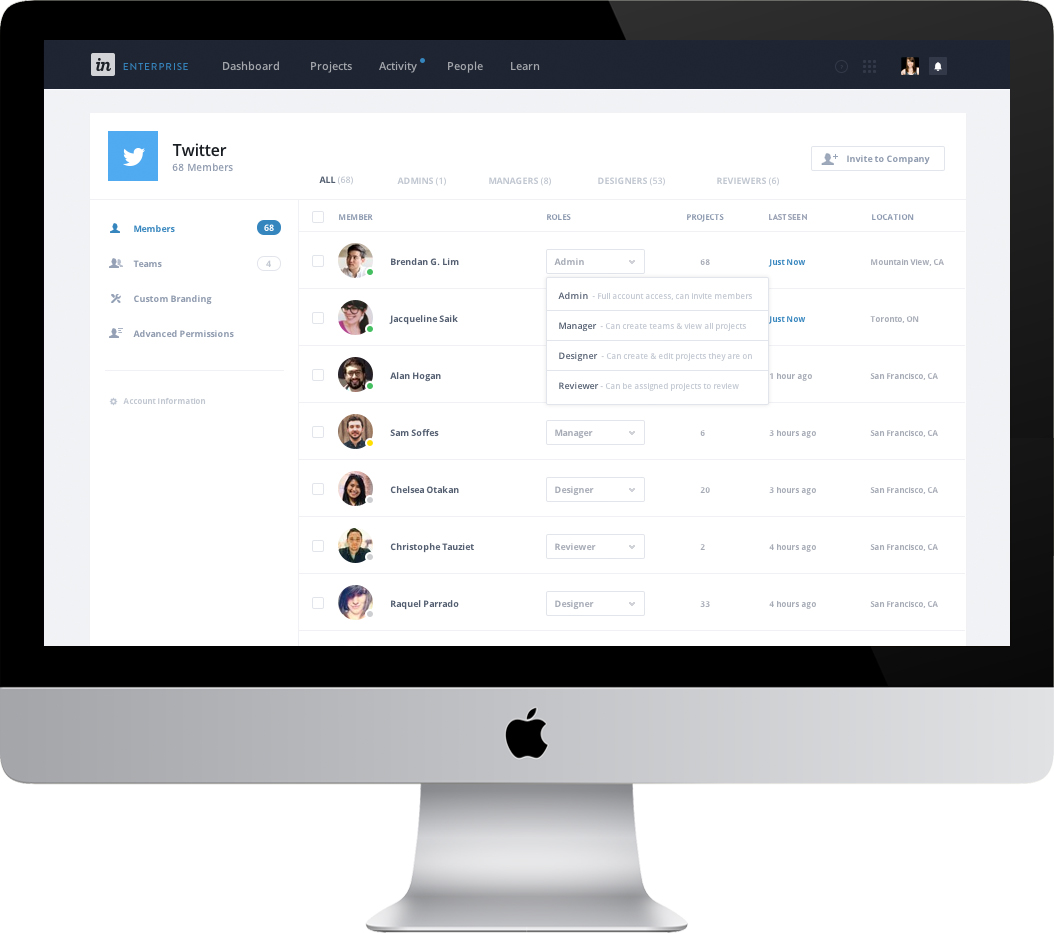 in ENTERPRISE Dashboard Projects Activity People Learn
Twitter
68 Members
Invite to Company
ALL (68) ADMINS (1) MANAGERS (8) DESIGNERS (53) REVIEWERS (6)
Members 68
Teams 4
Custom Branding
Advanced Permissions
Account Information
MEMBER ROLES PROJECTS LAST SEEN LOCATION
Brendan G. Lim Admin 68 Just Now Mountain View, CA
Admin - Full account access, can invite members
Manager - Can create teams & view all projects
Designer - Can create & edit projects they are on
Reviewer - Can be assigned projects to review
Jacqueline Saik Just Now Toronto, ON
Alan Hogan 1 hour ago San Francisco, CA
Sam Soffes Manager 6 3 hours ago San Francisco, CA
Chelsea Otakan Designer 20 3 hours ago San Francisco, CA
Christophe Tauziet Reviewer 2 4 hours ago San Francisco, CA
Raquel Parrado Designer 33 4 hours ago San Francisco, CA